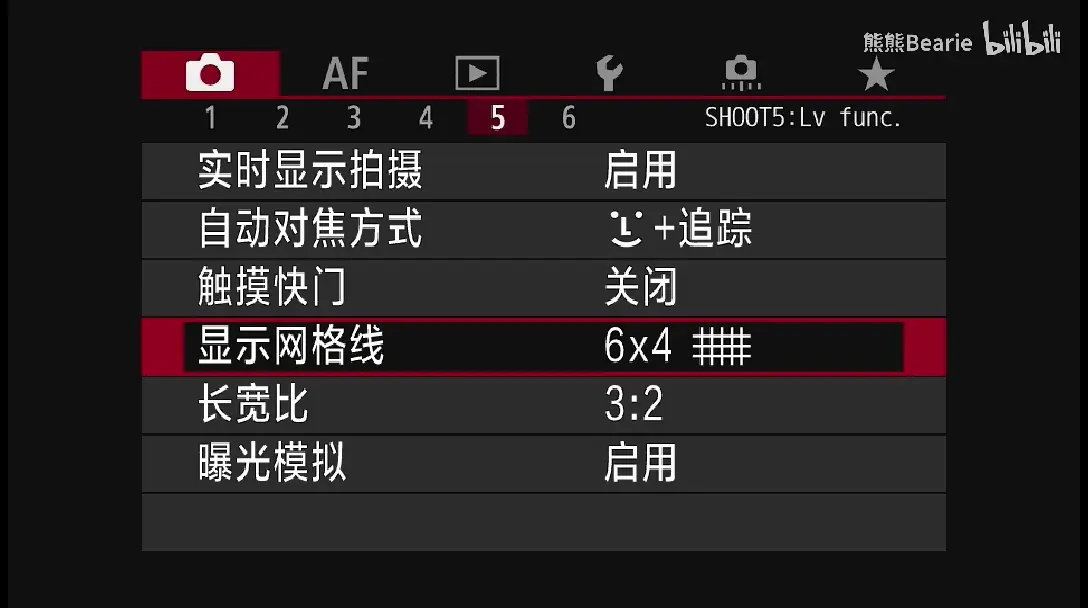 熊熊Bearie bilibili
AF
1 2 3 4 5 6 SHOOT5:Lv func.
实时显示拍摄 启用
自动对焦方式 +追踪
触摸快门 关闭
显示网格线 6x4
长宽比 3:2
曝光模拟 启用